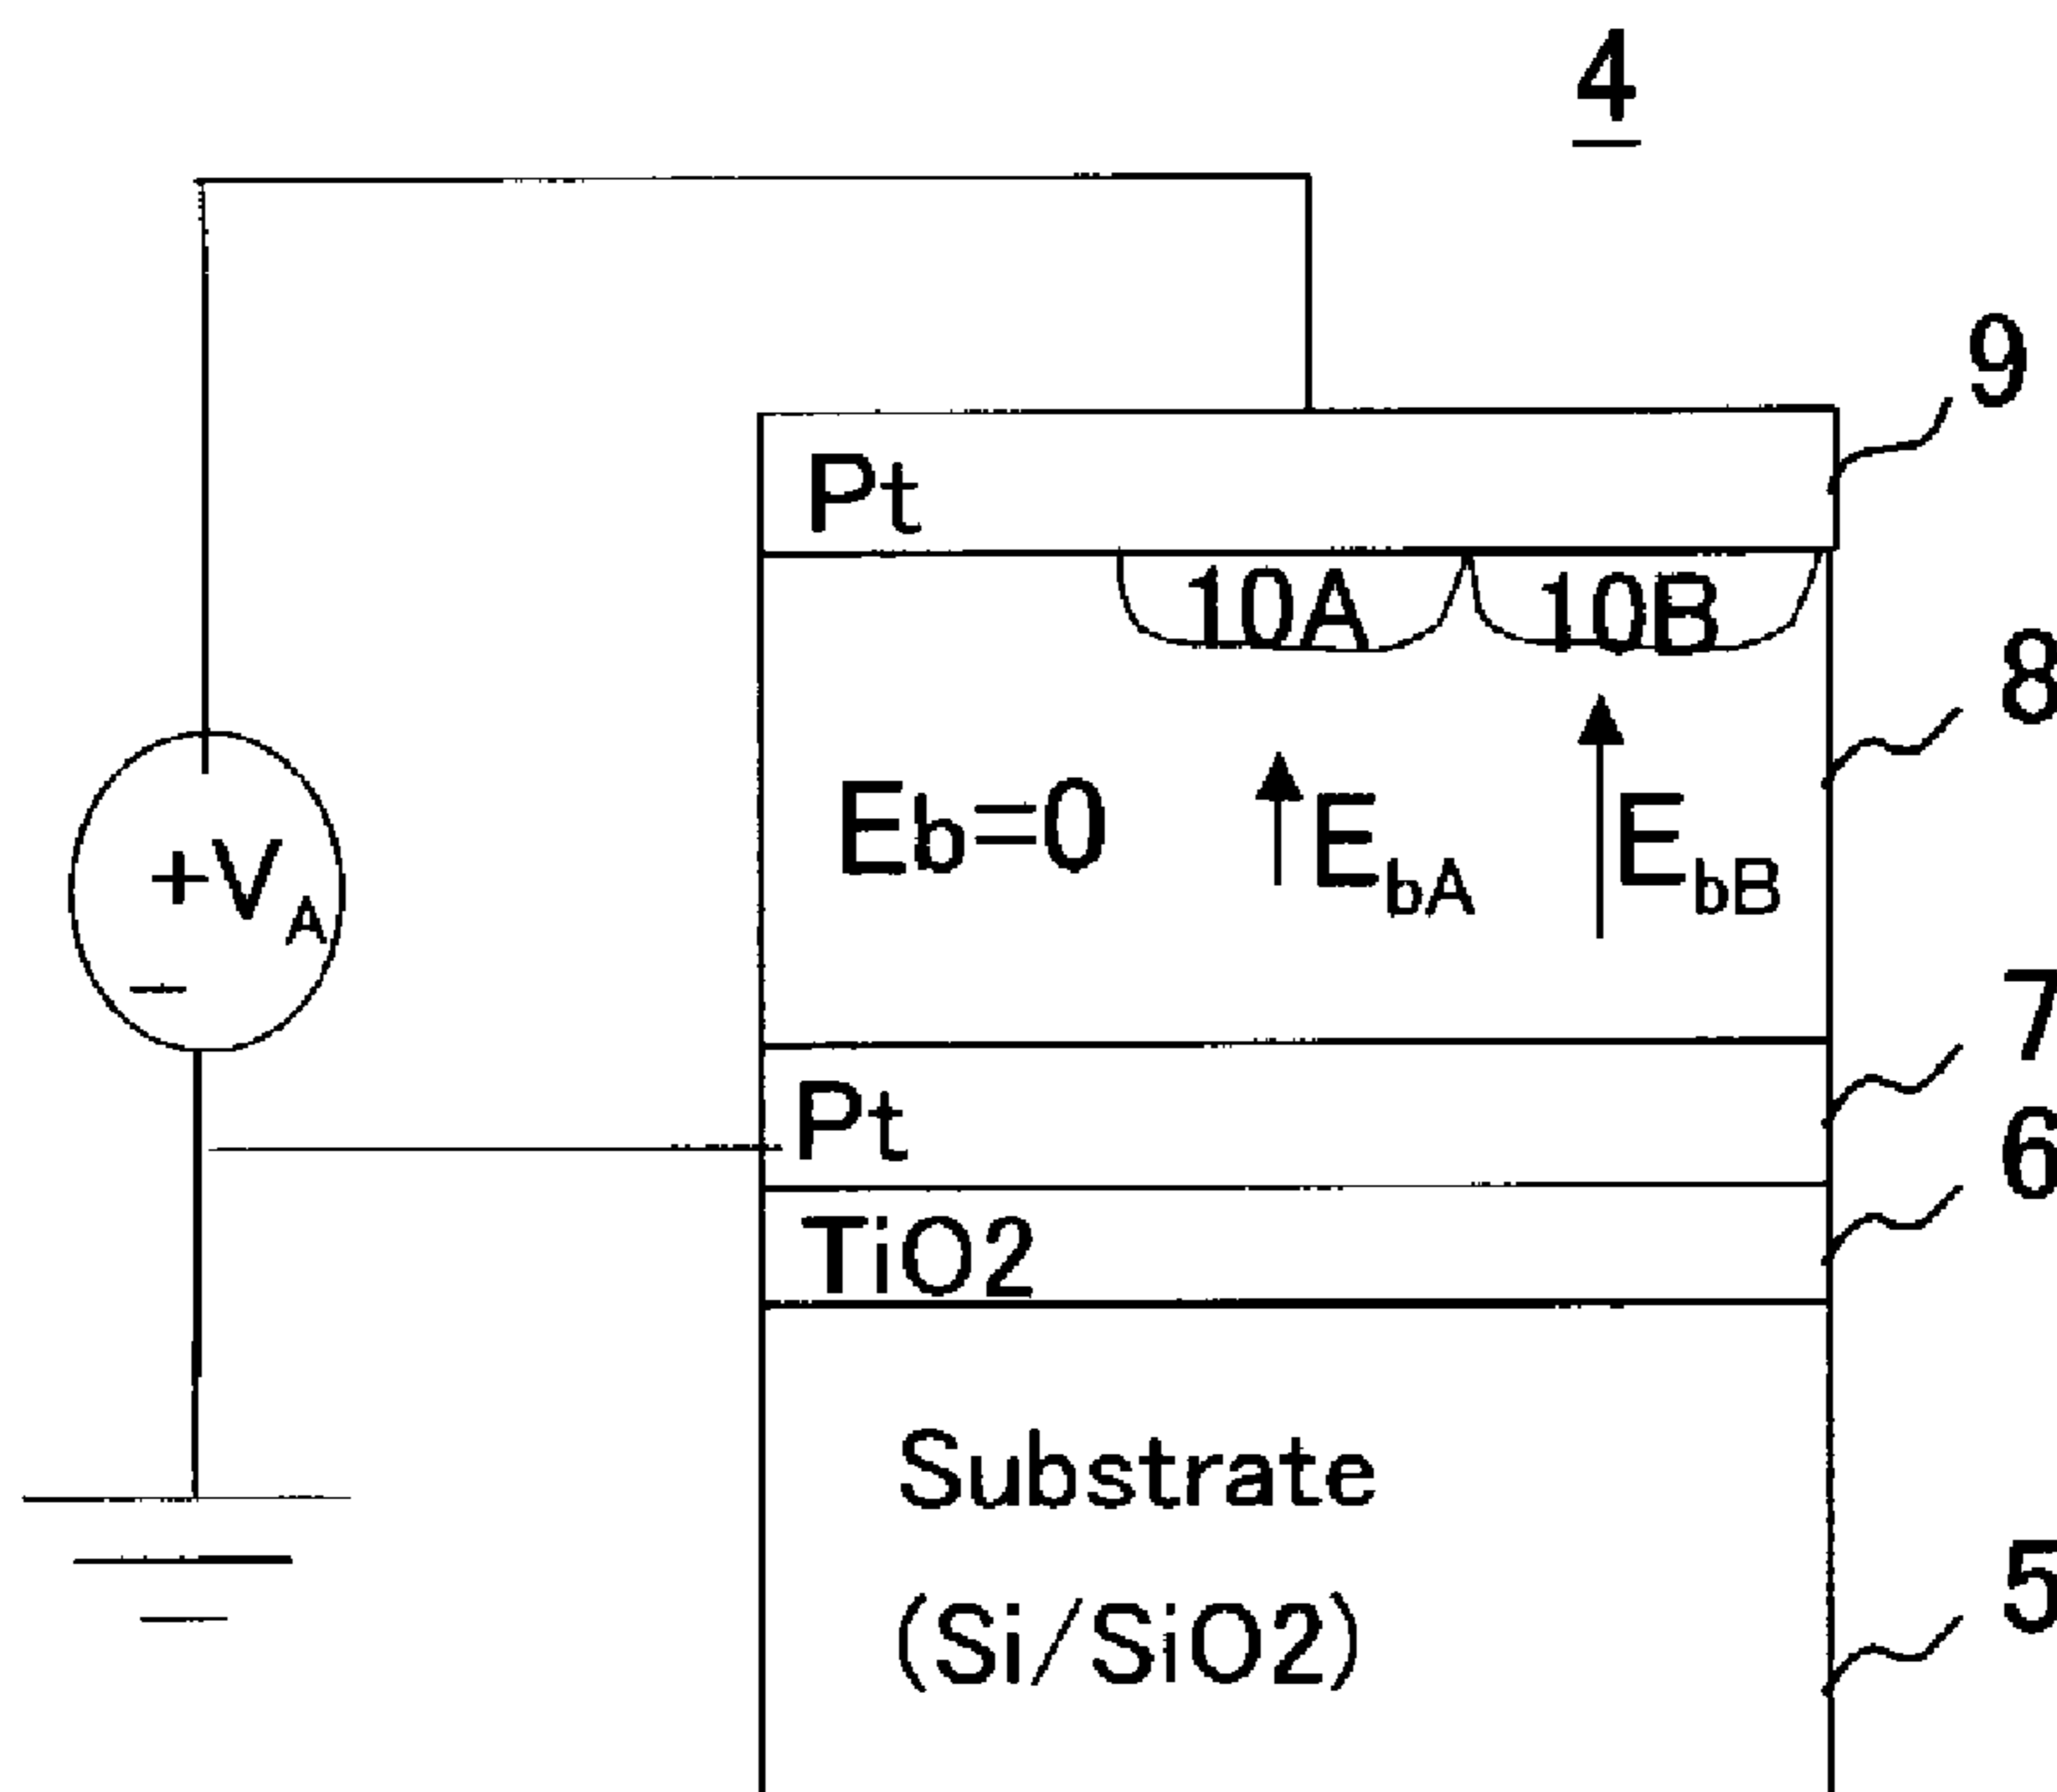 4
9
Pt
10A 10B
8
Eb=0 EbA EbB
+VA
−
7
Pt
6
TiO2
Substrate
5
(Si/SiO2)